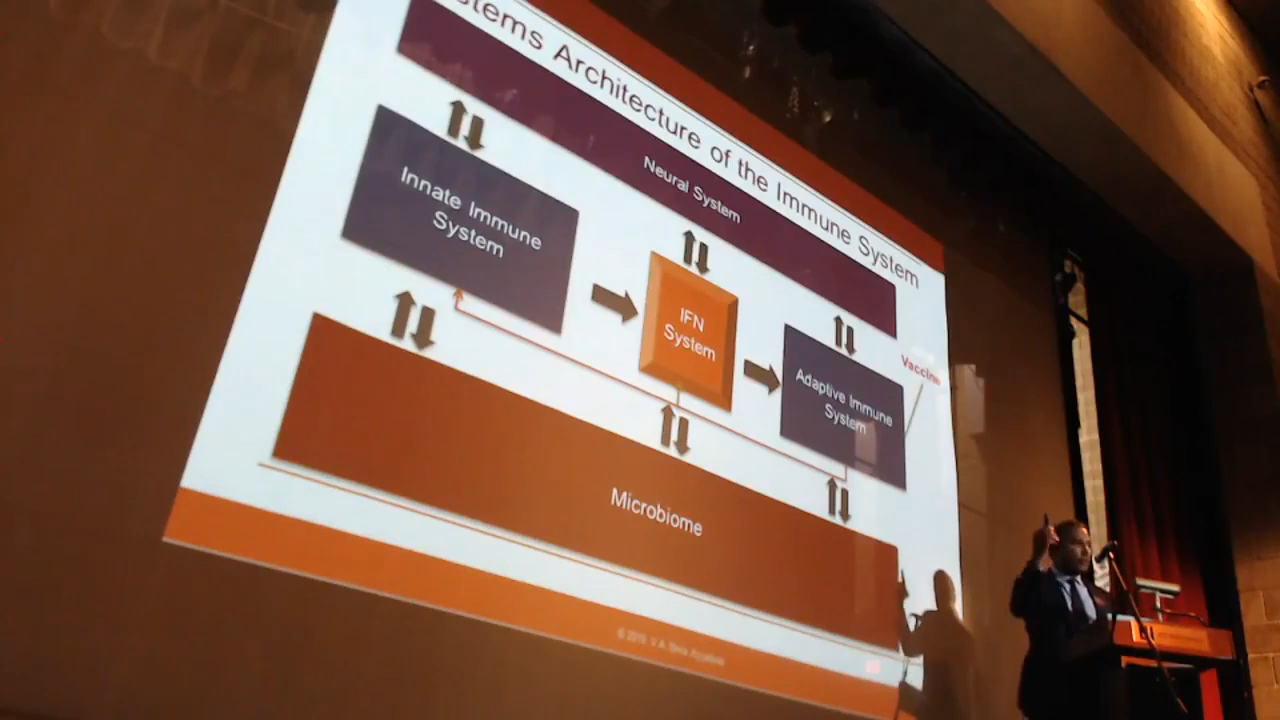 stems Architecture of the Immune System
Neural System
Innate Immune
System
IFN
System
Adaptive Immune
System
Vaccine
Microbiome